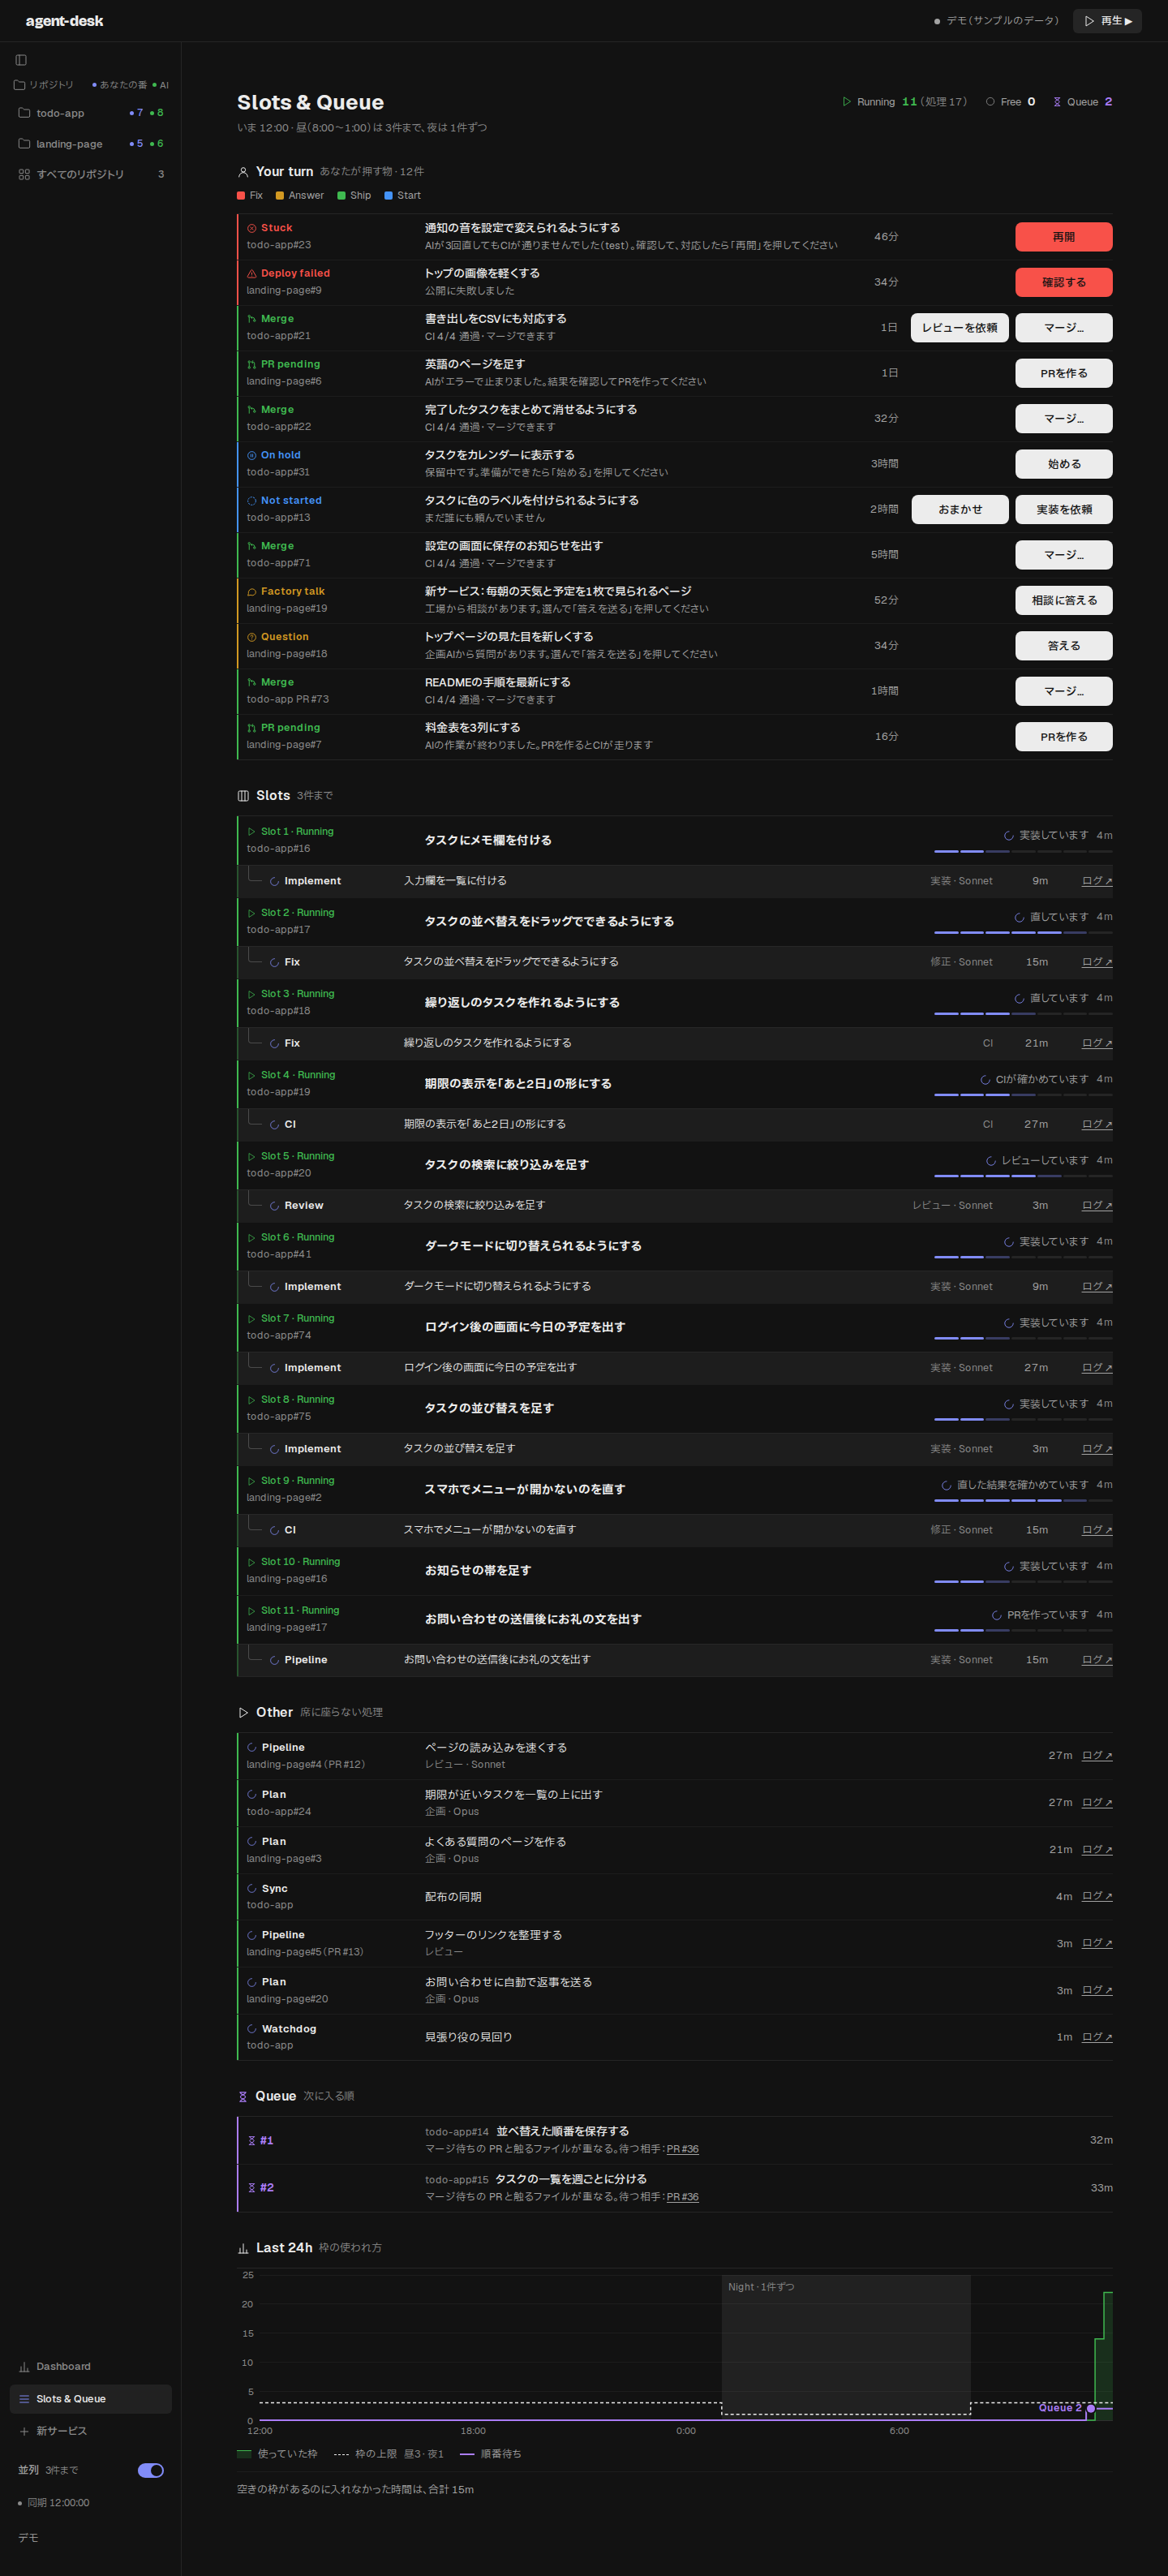 agent-desk
デモ（サンプルのデータ）
再生 ▶
リポジトリ
あなたの番
AI
todo-app 7 8
landing-page 5 6
すべてのリポジトリ 3
Slots & Queue
Running 11（処理 17） Free 0 Queue 2
いま 12:00・昼（8:00〜1:00）は 3件まで、夜は 1件ずつ
Your turn あなたが押す物・12件
Fix Answer Ship Start
Stuck
todo-app#23
通知の音を設定で変えられるようにする
AIが3回直してもCIが通りませんでした（test）。確認して、対応したら「再開」を押してください
46分
再開
Deploy failed
landing-page#9
トップの画像を軽くする
公開に失敗しました
34分
確認する
Merge
todo-app#21
書き出しをCSVにも対応する
CI 4/4 通過・マージできます
1日
レビューを依頼
マージ…
PR pending
landing-page#6
英語のページを足す
AIがエラーで止まりました。結果を確認してPRを作ってください
1日
PRを作る
Merge
todo-app#22
完了したタスクをまとめて消せるようにする
CI 4/4 通過・マージできます
32分
マージ…
On hold
todo-app#31
タスクをカレンダーに表示する
保留中です。準備ができたら「始める」を押してください
3時間
始める
Not started
todo-app#13
タスクに色のラベルを付けられるようにする
まだ誰にも頼んでいません
2時間
おまかせ
実装を依頼
Merge
todo-app#71
設定の画面に保存のお知らせを出す
CI 4/4 通過・マージできます
5時間
マージ…
Factory talk
landing-page#19
新サービス：毎朝の天気と予定を1枚で見られるページ
工場から相談があります。選んで「答えを送る」を押してください
52分
相談に答える
Question
landing-page#18
トップページの見た目を新しくする
企画AIから質問があります。選んで「答えを送る」を押してください
34分
答える
Merge
todo-app PR #73
READMEの手順を最新にする
CI 4/4 通過・マージできます
1時間
マージ…
PR pending
landing-page#7
料金表を3列にする
AIの作業が終わりました。PRを作るとCIが走ります
16分
PRを作る
Slots 3件まで
Slot 1・Running
todo-app#16
タスクにメモ欄を付ける
実装しています 4m
Implement 入力欄を一覧に付ける 実装・Sonnet 9m ログ ↗
Slot 2・Running
todo-app#17
タスクの並べ替えをドラッグでできるようにする
直しています 4m
Fix タスクの並べ替えをドラッグでできるようにする 修正・Sonnet 15m ログ ↗
Slot 3・Running
todo-app#18
繰り返しのタスクを作れるようにする
直しています 4m
Fix 繰り返しのタスクを作れるようにする CI 21m ログ ↗
Slot 4・Running
todo-app#19
期限の表示を「あと2日」の形にする
CIが確かめています 4m
CI 期限の表示を「あと2日」の形にする CI 27m ログ ↗
Slot 5・Running
todo-app#20
タスクの検索に絞り込みを足す
レビューしています 4m
Review タスクの検索に絞り込みを足す レビュー・Sonnet 3m ログ ↗
Slot 6・Running
todo-app#41
ダークモードに切り替えられるようにする
実装しています 4m
Implement ダークモードに切り替えられるようにする 実装・Sonnet 9m ログ ↗
Slot 7・Running
todo-app#74
ログイン後の画面に今日の予定を出す
実装しています 4m
Implement ログイン後の画面に今日の予定を出す 実装・Sonnet 27m ログ ↗
Slot 8・Running
todo-app#75
タスクの並び替えを足す
実装しています 4m
Implement タスクの並び替えを足す 実装・Sonnet 3m ログ ↗
Slot 9・Running
landing-page#2
スマホでメニューが開かないのを直す
直した結果を確かめています 4m
CI スマホでメニューが開かないのを直す 修正・Sonnet 15m ログ ↗
Slot 10・Running
landing-page#16
お知らせの帯を足す
実装しています 4m
Slot 11・Running
landing-page#17
お問い合わせの送信後にお礼の文を出す
PRを作っています 4m
Pipeline お問い合わせの送信後にお礼の文を出す 実装・Sonnet 15m ログ ↗
Other 席に座らない処理
Pipeline
landing-page#4（PR #12）
ページの読み込みを速くする
レビュー・Sonnet
27m ログ ↗
Plan
todo-app#24
期限が近いタスクを一覧の上に出す
企画・Opus
27m ログ ↗
Plan
landing-page#3
よくある質問のページを作る
企画・Opus
21m ログ ↗
Sync
todo-app
配布の同期
4m ログ ↗
Pipeline
landing-page#5（PR #13）
フッターのリンクを整理する
レビュー
3m ログ ↗
Plan
landing-page#20
お問い合わせに自動で返事を送る
企画・Opus
3m ログ ↗
Watchdog
todo-app
見張り役の見回り
1m ログ ↗
Queue 次に入る順
#1
todo-app#14 並べ替えた順番を保存する
マージ待ちの PR と触るファイルが重なる。待つ相手：PR #36
32m
#2
todo-app#15 タスクの一覧を週ごとに分ける
マージ待ちの PR と触るファイルが重なる。待つ相手：PR #36
33m
Last 24h 枠の使われ方
25
20
15
10
5
0
Night・1件ずつ
Queue 2
12:00 18:00 0:00 6:00
使っていた枠 枠の上限 昼3・夜1 順番待ち
空きの枠があるのに入れなかった時間は、合計 15m
Dashboard
Slots & Queue
新サービス
並列 3件まで
同期 12:00:00
デモ